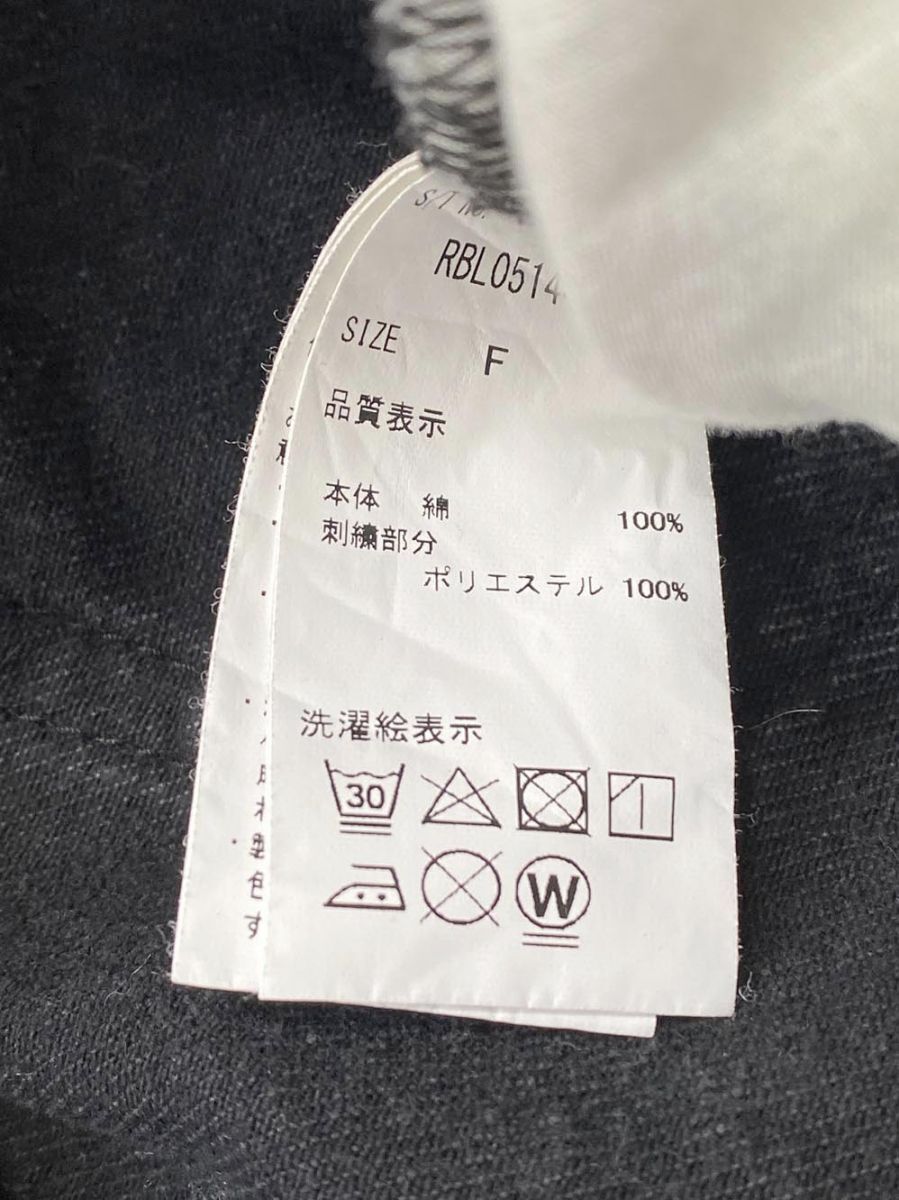 S/T No.
RBL0514
SIZE F
品質表示
本体 綿 100%
刺繍部分
ポリエステル 100%
洗濯絵表示
30
W